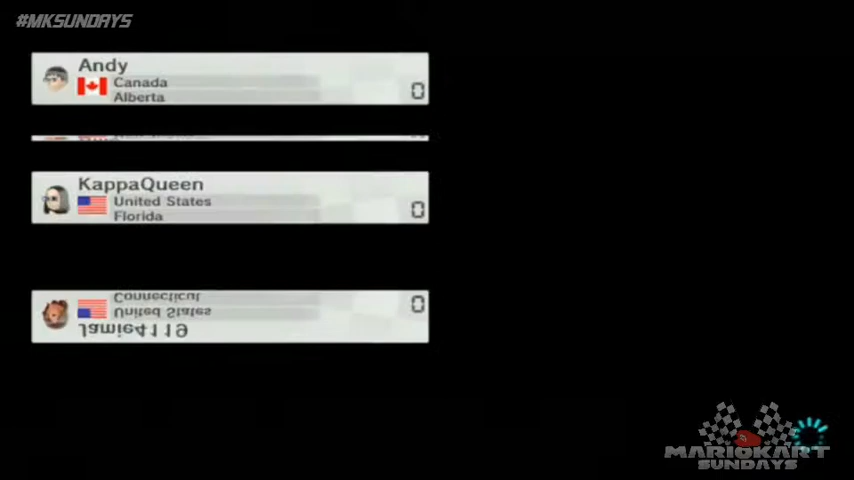 #MKSUNDAYS
Andy
Canada
Alberta
0
KappaQueen
United States
Florida
0
Connecticut
0
United States
Jamie4119
MARIOKART
SUNDAYS